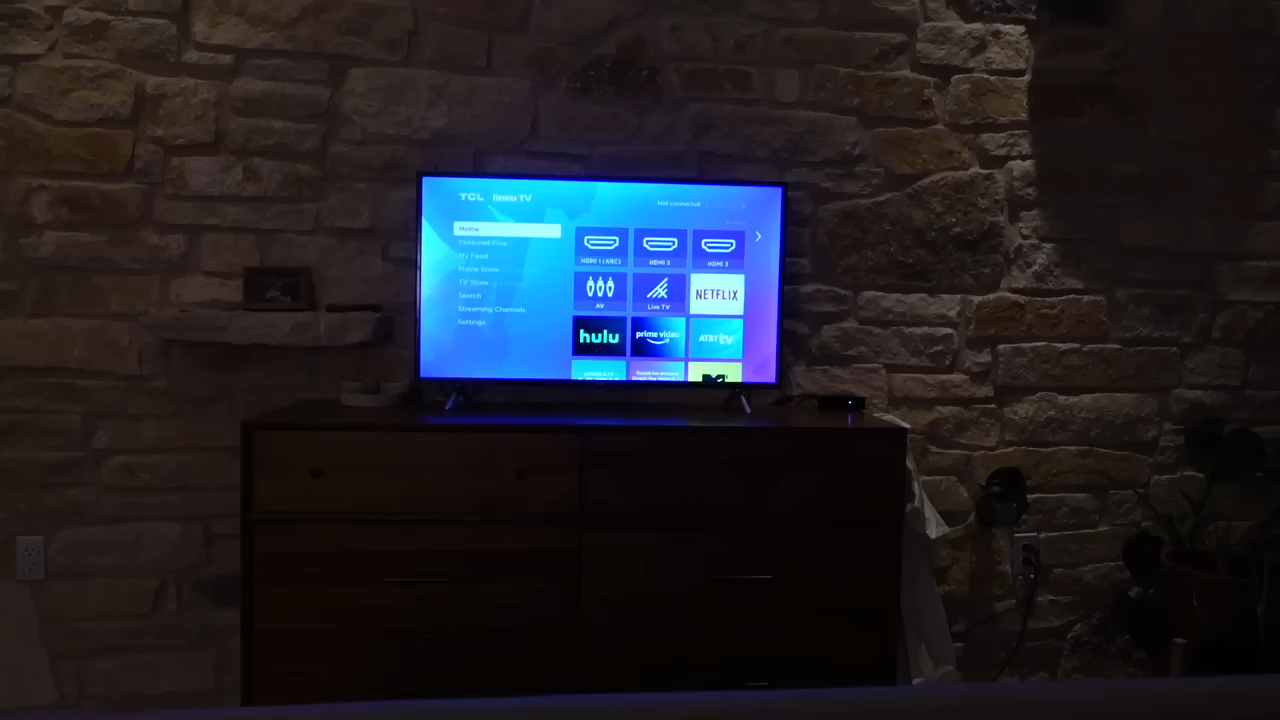 TCL Roku TV
Not connected
Home
Featured Free
My Feed
Movie Store
TV Store
Search
Streaming Channels
Settings
HDMI 1 (ARC)
HDMI 2
HDMI 3
AV
Live TV
NETFLIX
hulu
prime video
AT&T tv